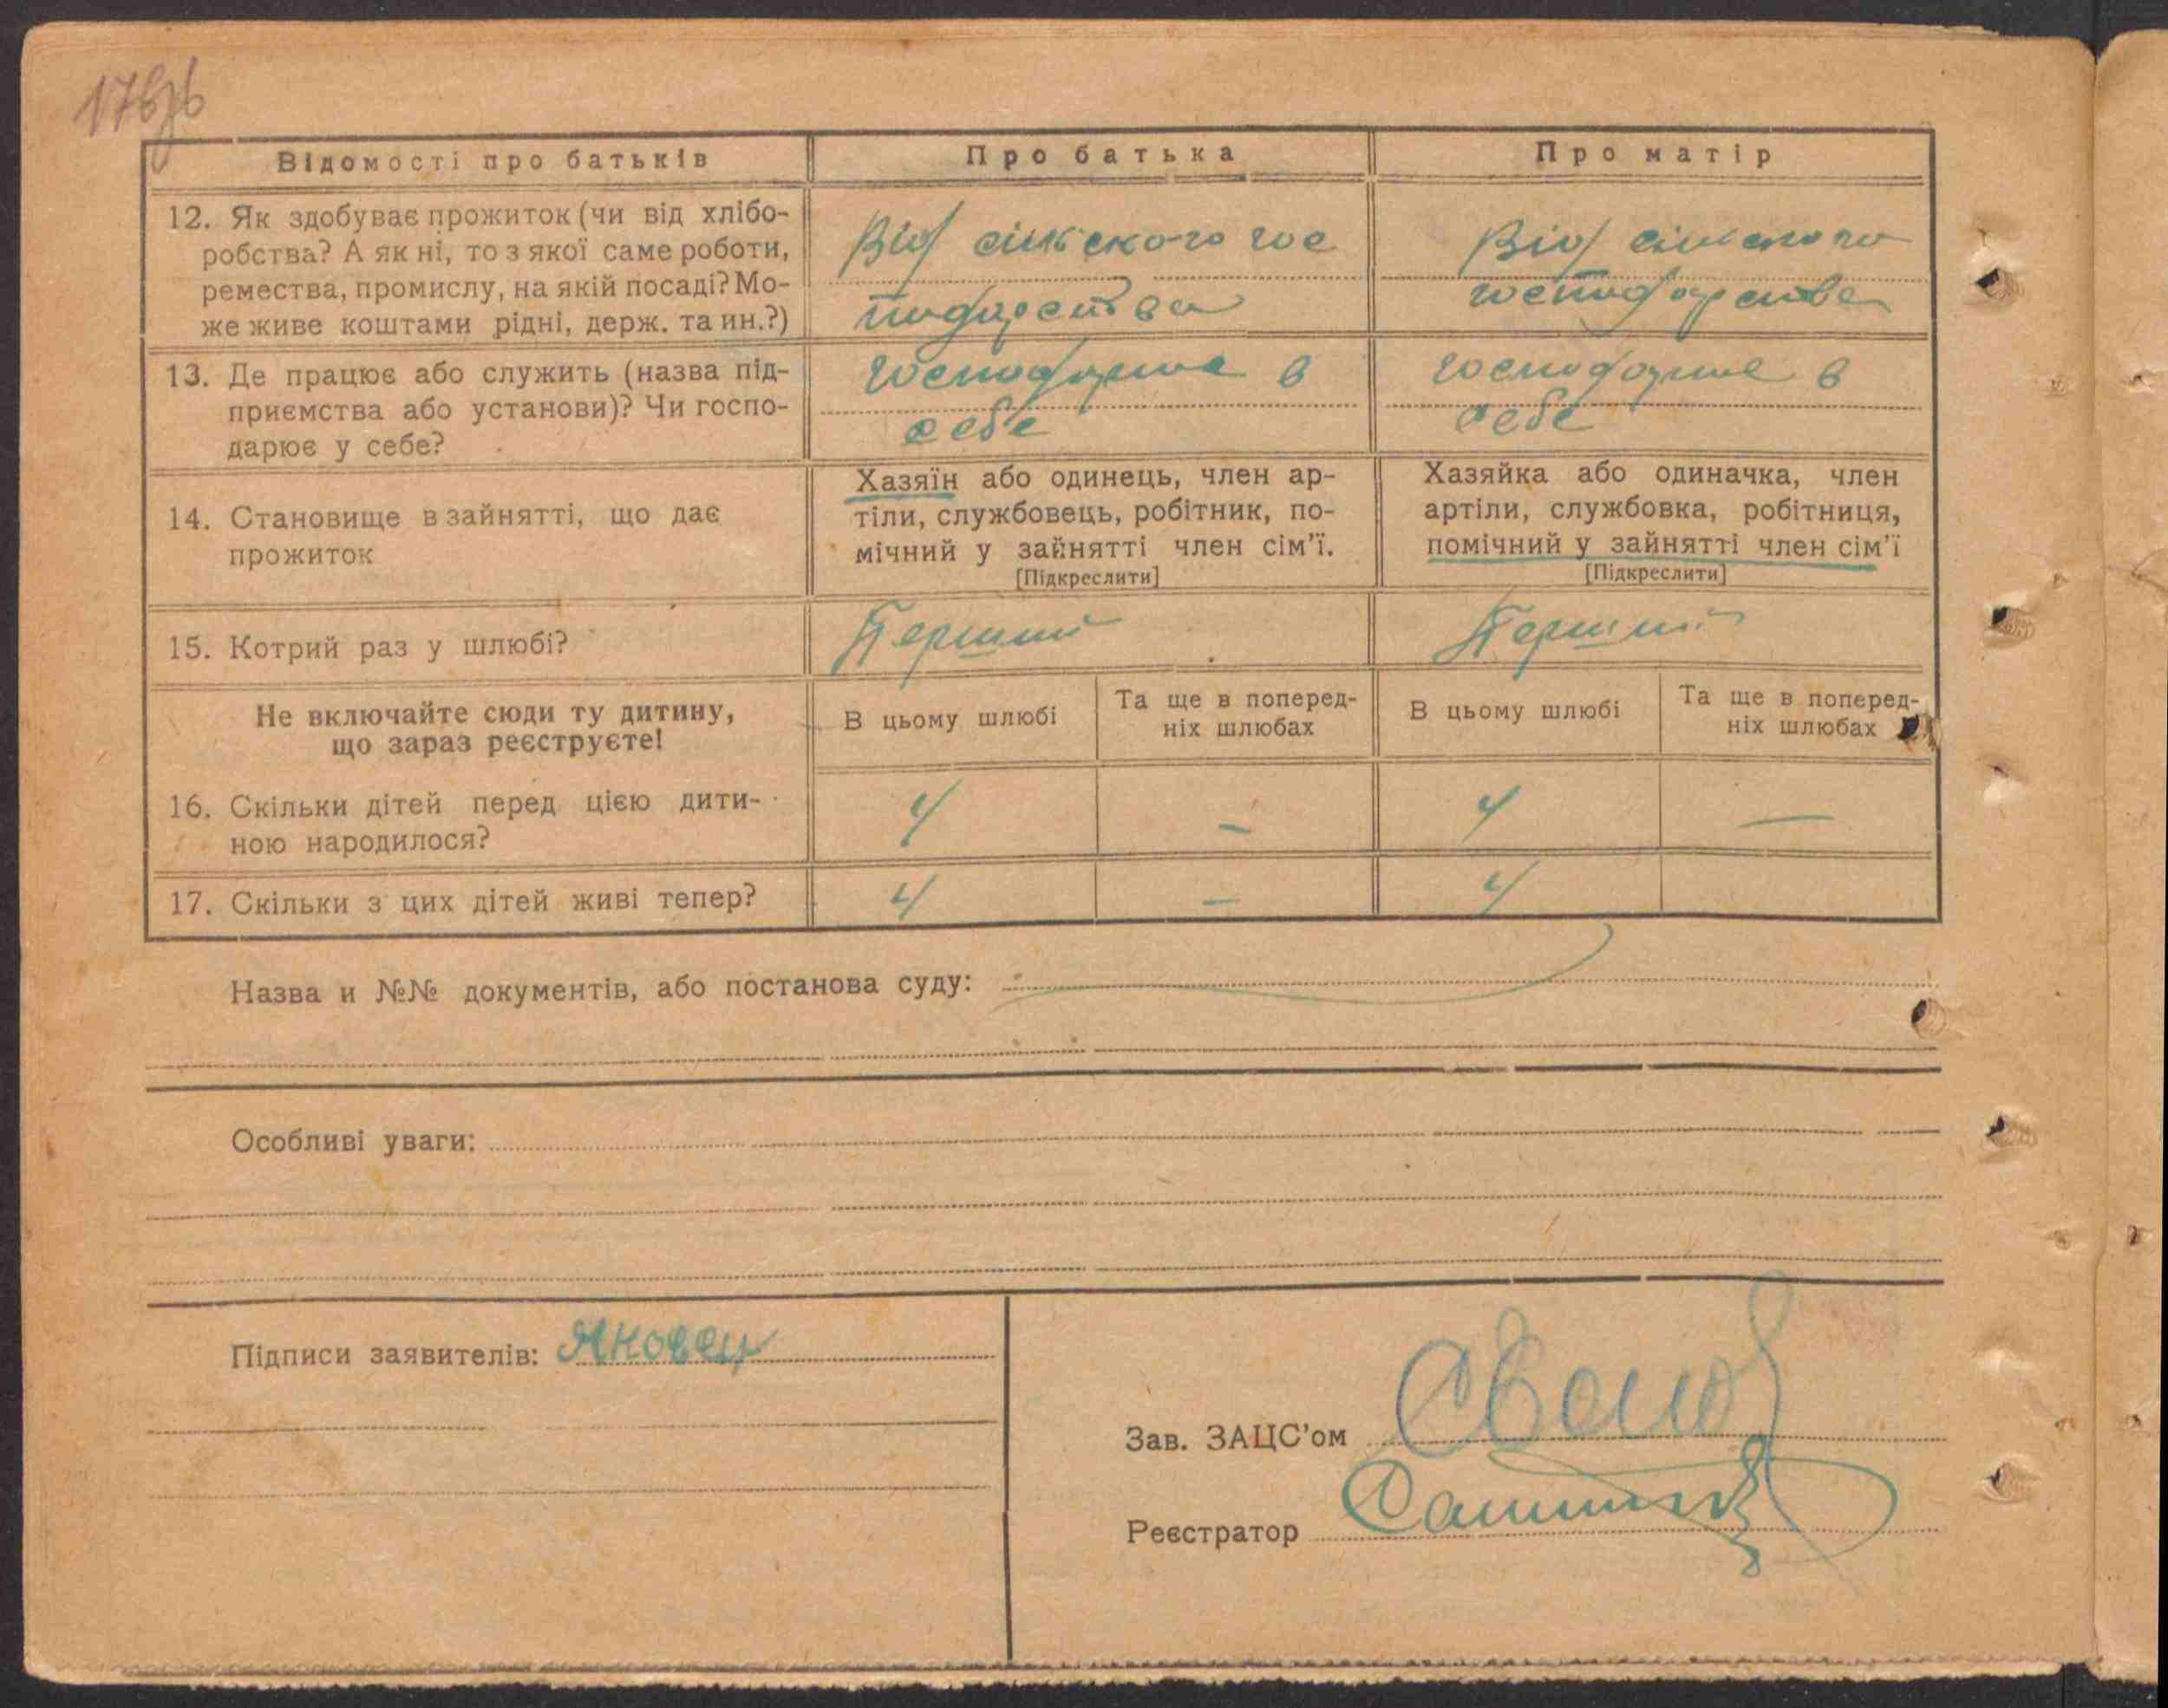 176зв
Відомості про батьків
Про батька
Про матір
12. Як здобуває прожиток (чи від хлібо-
робства? А як ні, то з якої саме роботи,
ремества, промислу, на якій посаді? Мо-
же живе коштами рідні, держ. та ин.?)
Від сільского гос
подарства
Від сільского
господарства
13. Де працює або служить (назва під-
приємства або установи)? Чи госпо-
дарює у себе?
господарює в
себе
господарює в
себе
14. Становище в зайнятті, що дає
прожиток
Хазяїн або одинець, член ар-
тіли, службовець, робітник, по-
мічний у зайнятті член сім'ї.
[Підкреслити]
Хазяйка або одиначка, член
артіли, службовка, робітниця,
помічний у зайнятті член сім'ї
[Підкреслити]
15. Котрий раз у шлюбі?
Перший
Перший
Не включайте сюди ту дитину,
що зараз реєструєте!
В цьому шлюбі
Та ще в поперед-
ніх шлюбах
В цьому шлюбі
Та ще в поперед-
ніх шлюбах
16. Скільки дітей перед цією дити-
ною народилося?
4
–
4
—
17. Скільки з цих дітей живі тепер?
4
–
4
Назва и №№ документів, або постанова суду:
Особливі уваги:
Підписи заявителів: Яновец
Зав. ЗАЦС'ом
Реєстратор